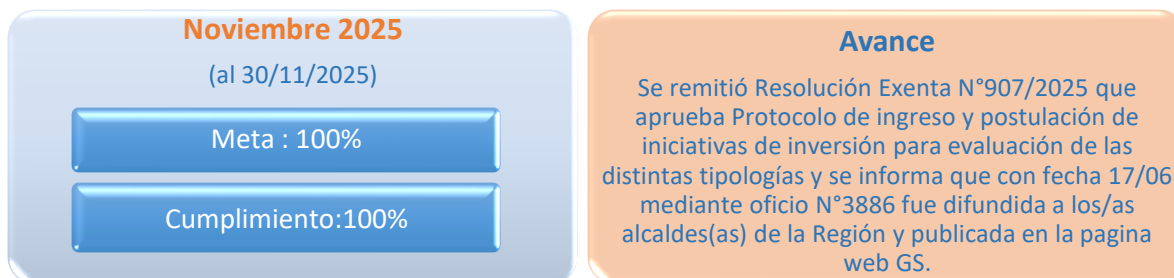 Noviembre 2025
(al 30/11/2025)
Meta : 100%
Cumplimiento:100%
Avance
Se remitió Resolución Exenta N°907/2025 que
aprueba Protocolo de ingreso y postulación de
iniciativas de inversión para evaluación de las
distintas tipologías y se informa que con fecha 17/06
mediante oficio N°3886 fue difundida a los/as
alcaldes(as) de la Región y publicada en la pagina
web GS.